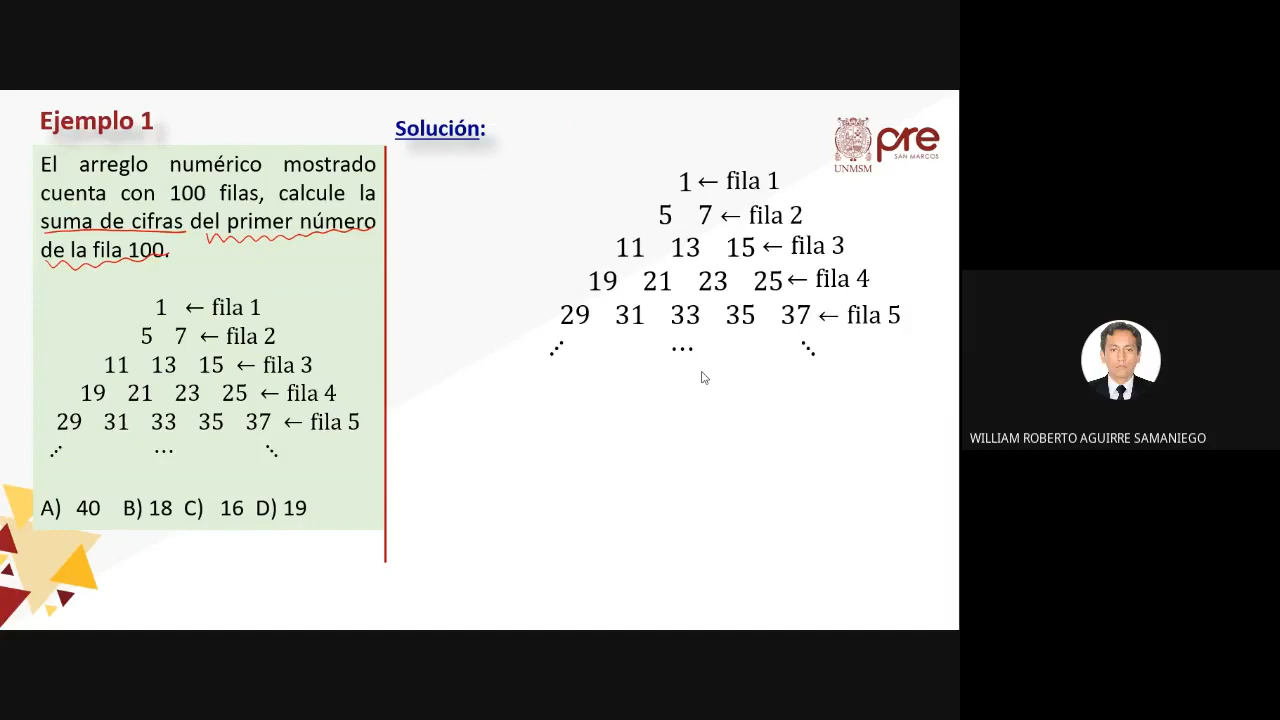 Ejemplo 1
El arreglo numérico mostrado
cuenta con 100 filas, calcule la
suma de cifras del primer número
de la fila 100.
1 ← fila 1
5 7 ← fila 2
11 13 15 ← fila 3
19 21 23 25 ← fila 4
29 31 33 35 37 ← fila 5
⋰ ⋯ ⋱
A) 40 B) 18 C) 16 D) 19
Solución:
UNMSM
pre
SAN MARCOS
1 ← fila 1
5 7 ← fila 2
11 13 15 ← fila 3
19 21 23 25 ← fila 4
29 31 33 35 37 ← fila 5
⋰ ⋯ ⋱
WILLIAM ROBERTO AGUIRRE SAMANIEGO